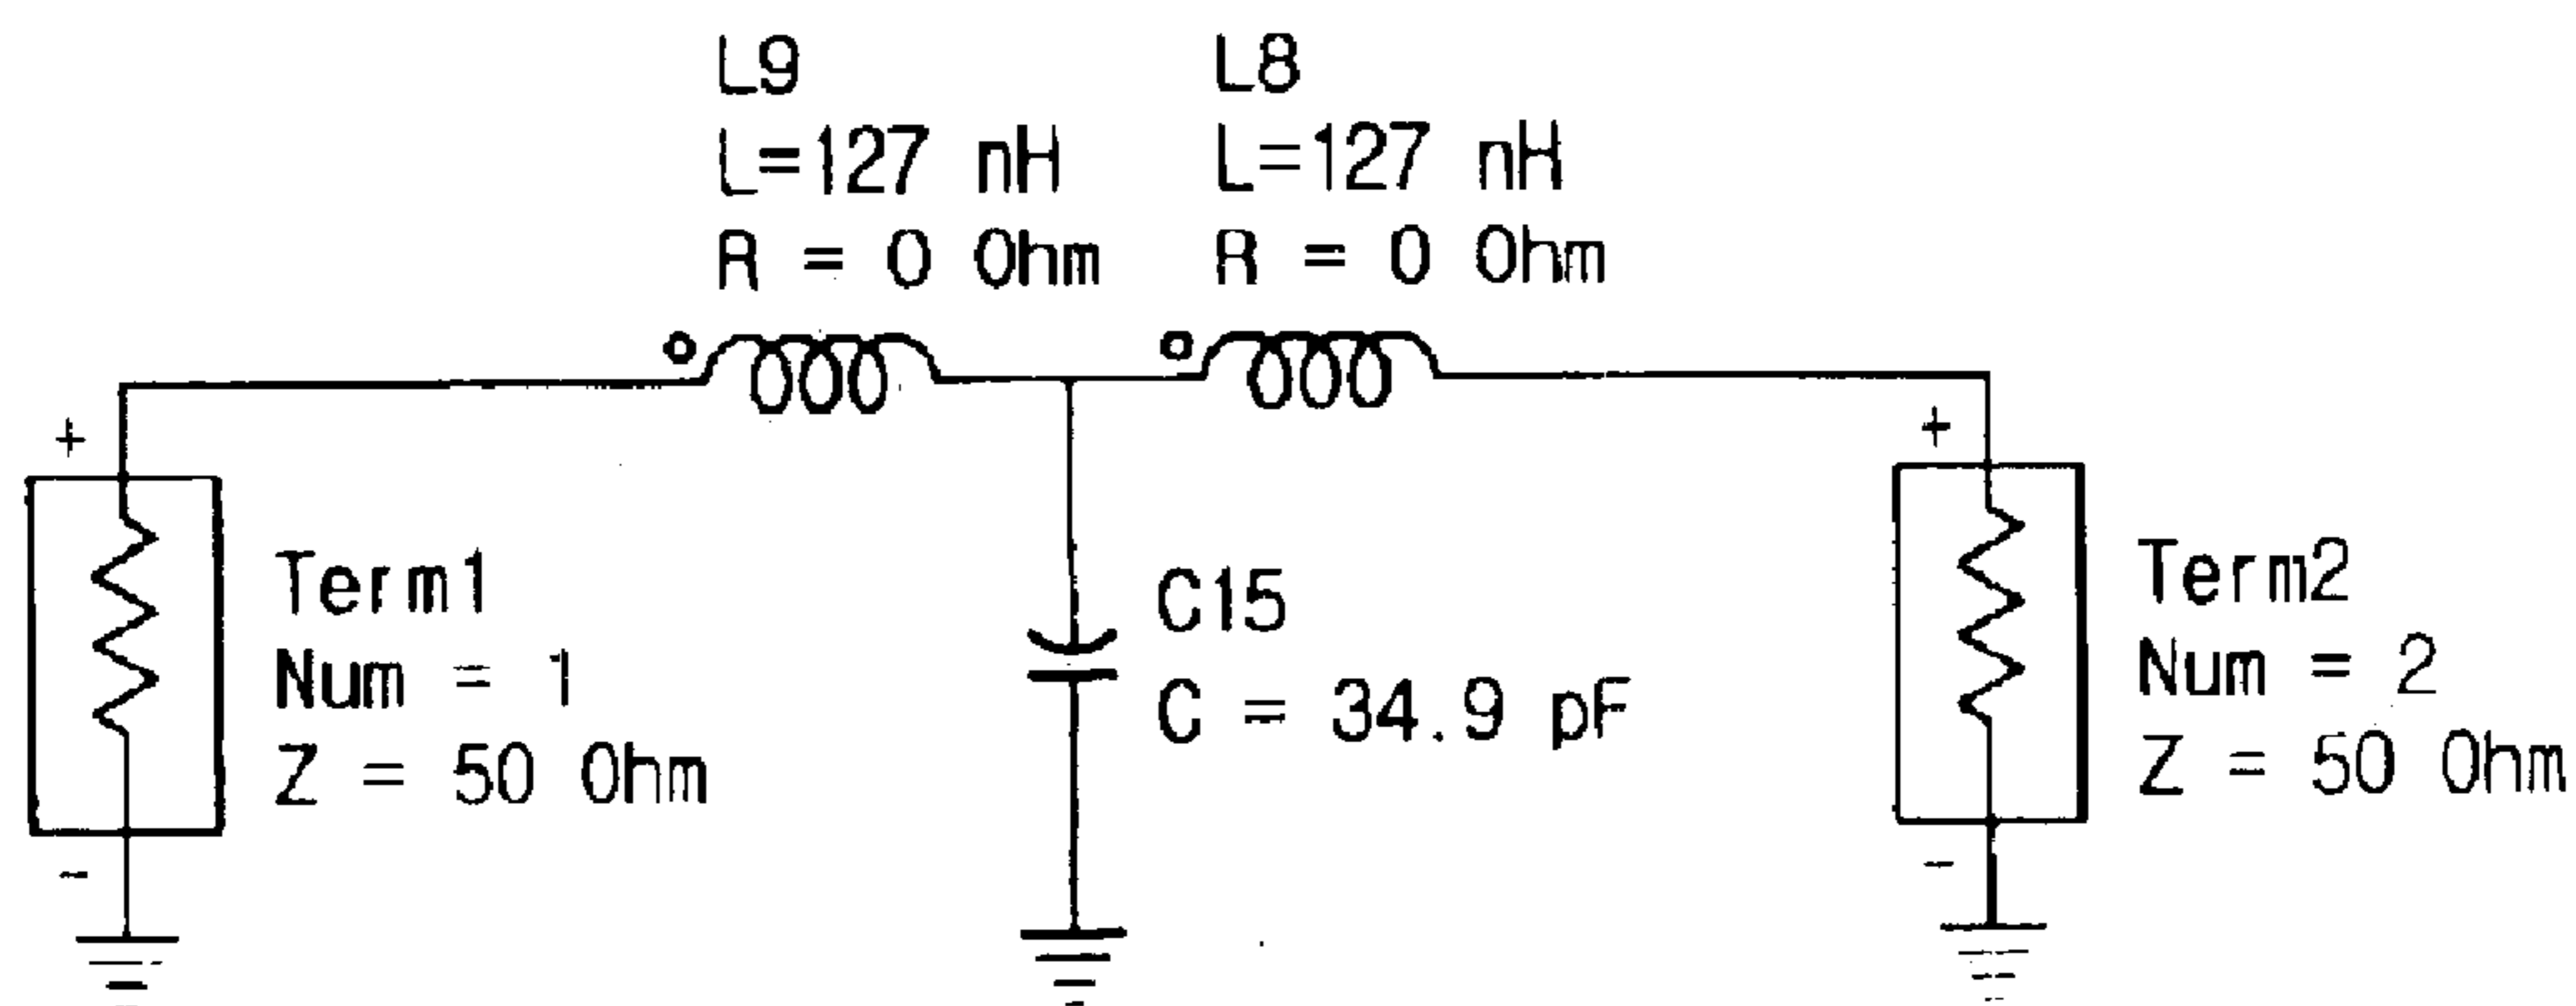 L9
L=127 nH
R = 0 Ohm
L8
L=127 nH
R = 0 Ohm
+
Term1
Num = 1
Z = 50 Ohm
-
C15
C = 34.9 pF
+
Term2
Num = 2
Z = 50 Ohm
-